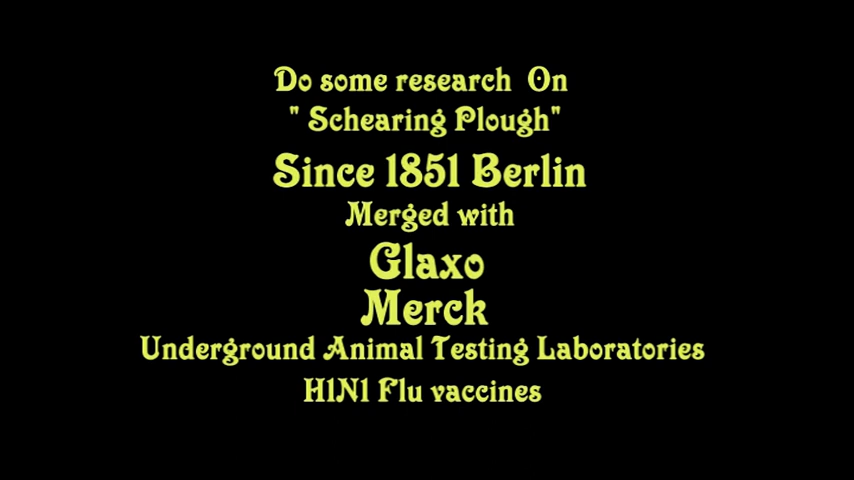 Do some research On
" Schearing Plough"
Since 1851 Berlin
Merged with
Glaxo
Merck
Underground Animal Testing Laboratories
H1N1 Flu vaccines